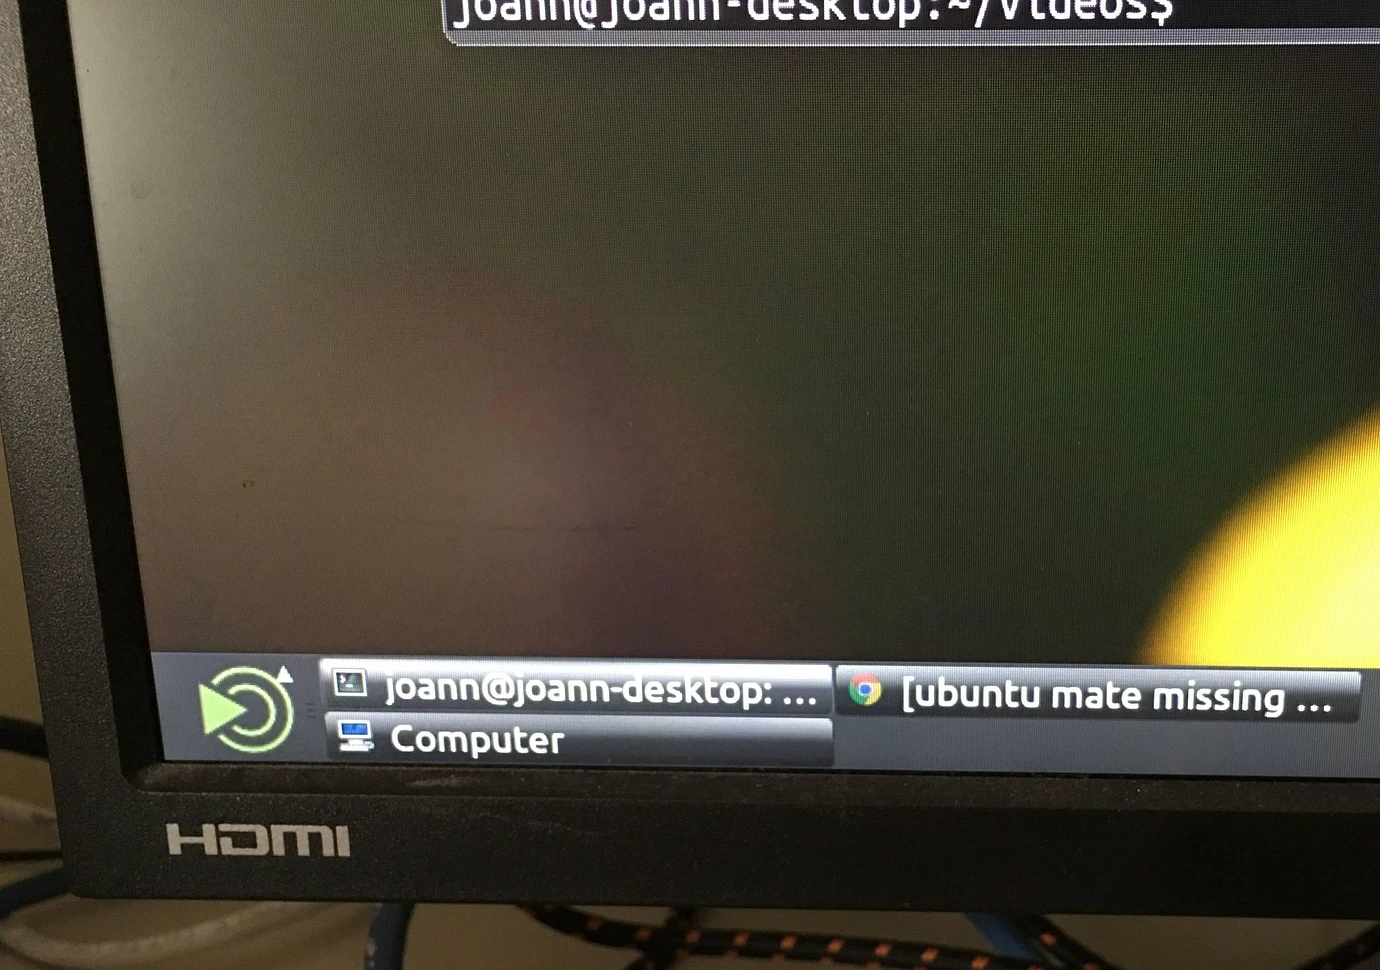 joann@joann-desktop:~/Videos$
joann@joann-desktop: ...
[ubuntu mate missing ...
Computer
HDMI